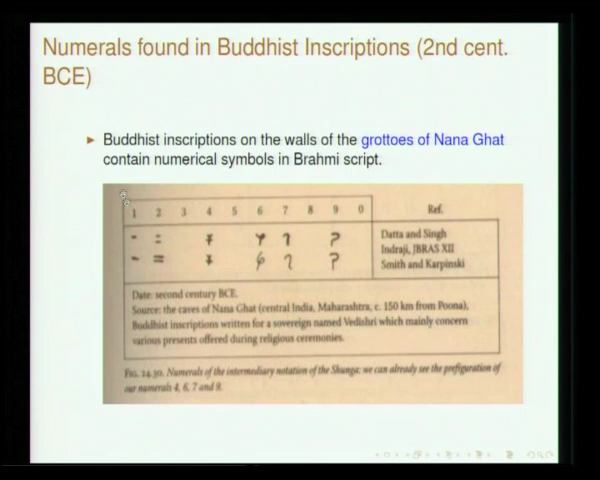 Numerals found in Buddhist Inscriptions (2nd cent.
BCE)
► Buddhist inscriptions on the walls of the grottoes of Nana Ghat
contain numerical symbols in Brahmi script.
1 2 3 4 5 6 7 8 9 0 Ref.
Datta and Singh
Indraji, JBRAS XII
Smith and Karpinski
Date: second century BCE.
Source: the caves of Nana Ghat (central India, Maharashtra, c. 150 km from Poona),
Buddhist inscriptions written for a sovereign named Vedishri which mainly concern
various presents offered during religious ceremonies.
FIG. 24.30. Numerals of the intermediary notation of the Shunga: we can already see the prefiguration of
our numerals 4, 6, 7 and 9.